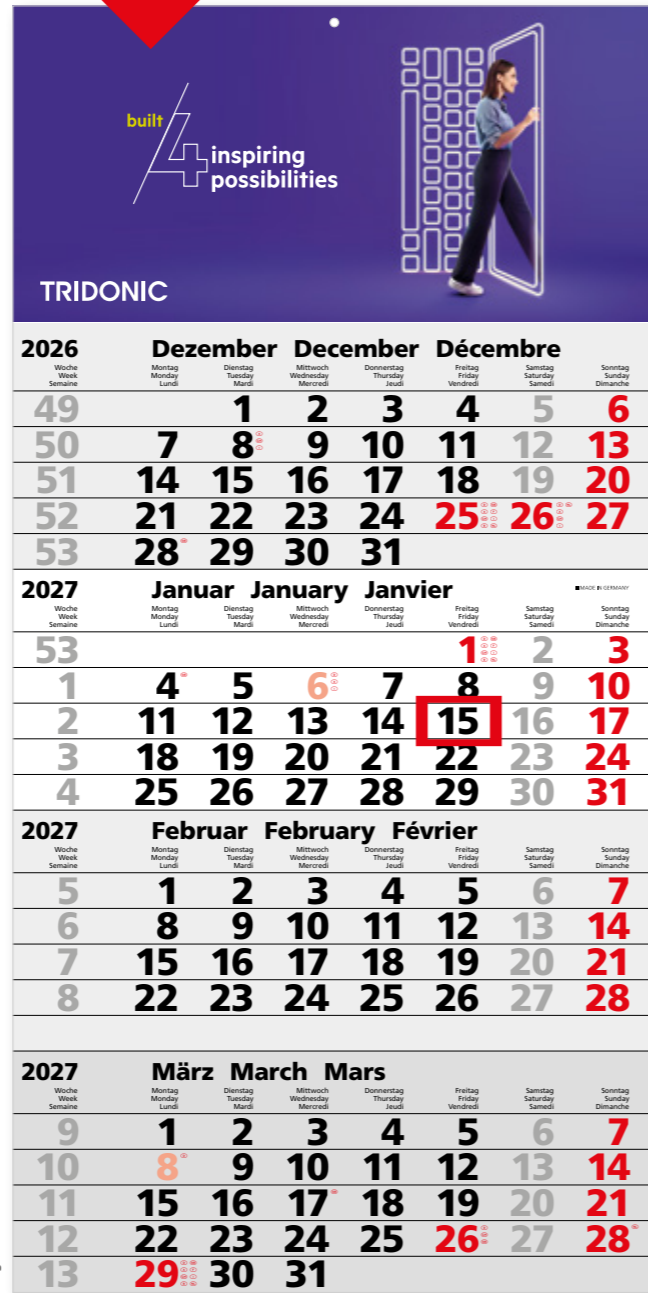 built
4 inspiring
possibilities
TRIDONIC
2026 Dezember December Décembre
Woche Montag Dienstag Mittwoch Donnerstag Freitag Samstag Sonntag
Week Monday Tuesday Wednesday Thursday Friday Saturday Sunday
Semaine Lundi Mardi Mercredi Jeudi Vendredi Samedi Dimanche
49 1 2 3 4 5 6
50 7 8 9 10 11 12 13
51 14 15 16 17 18 19 20
52 21 22 23 24 25 26 27
53 28 29 30 31
2027 Januar January Janvier MADE IN GERMANY
Woche Montag Dienstag Mittwoch Donnerstag Freitag Samstag Sonntag
Week Monday Tuesday Wednesday Thursday Friday Saturday Sunday
Semaine Lundi Mardi Mercredi Jeudi Vendredi Samedi Dimanche
53 1 2 3
1 4 5 6 7 8 9 10
2 11 12 13 14 15 16 17
3 18 19 20 21 22 23 24
4 25 26 27 28 29 30 31
2027 Februar February Février
Woche Montag Dienstag Mittwoch Donnerstag Freitag Samstag Sonntag
Week Monday Tuesday Wednesday Thursday Friday Saturday Sunday
Semaine Lundi Mardi Mercredi Jeudi Vendredi Samedi Dimanche
5 1 2 3 4 5 6 7
6 8 9 10 11 12 13 14
7 15 16 17 18 19 20 21
8 22 23 24 25 26 27 28
2027 März March Mars
Woche Montag Dienstag Mittwoch Donnerstag Freitag Samstag Sonntag
Week Monday Tuesday Wednesday Thursday Friday Saturday Sunday
Semaine Lundi Mardi Mercredi Jeudi Vendredi Samedi Dimanche
9 1 2 3 4 5 6 7
10 8 9 10 11 12 13 14
11 15 16 17 18 19 20 21
12 22 23 24 25 26 27 28
13 29 30 31